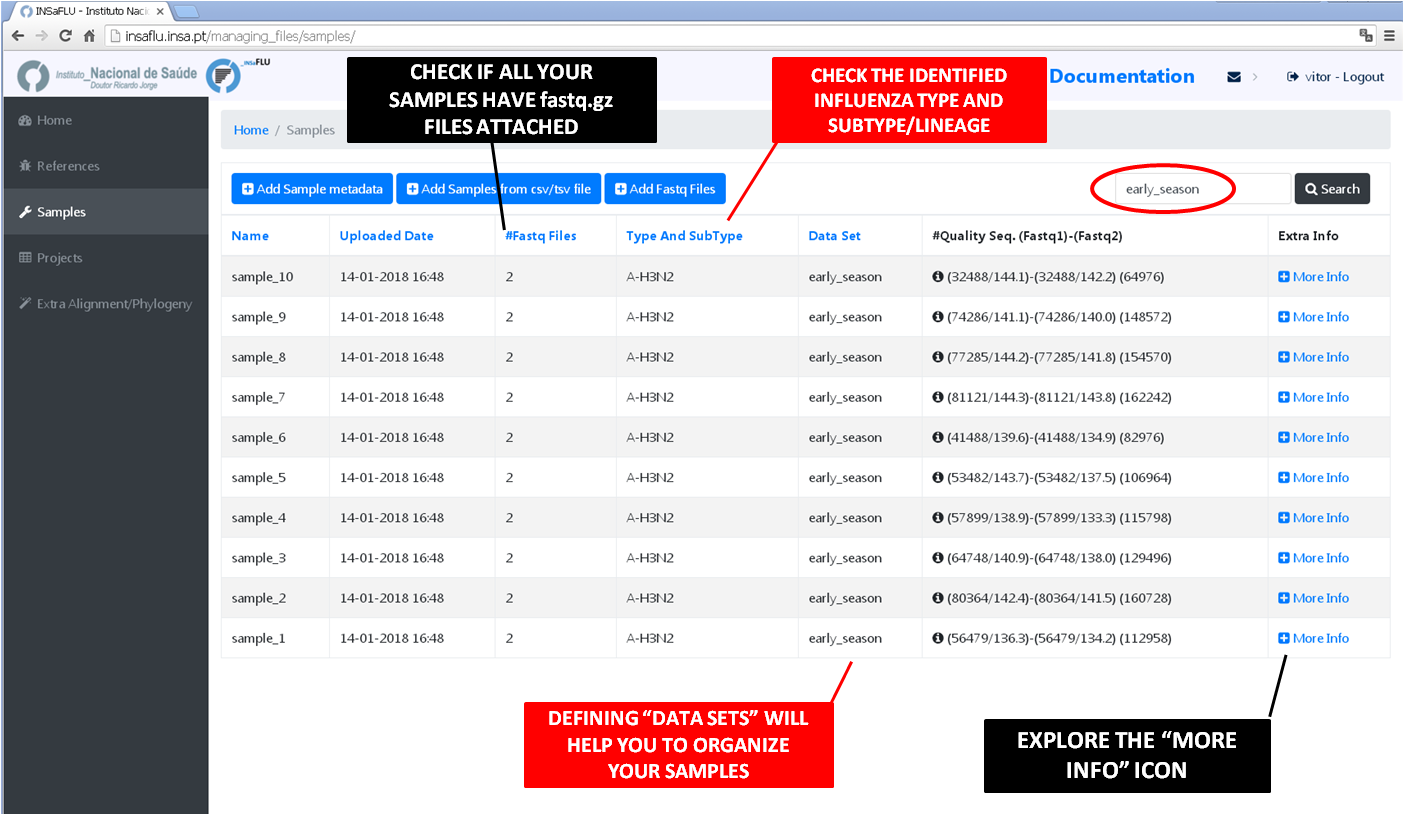 INSaFLU - Instituto Naci
insaflu.insa.pt/managing_files/samples/
Instituto_Nacional de Saúde
Doutor Ricardo Jorge
_INSaFLU
CHECK IF ALL YOUR
SAMPLES HAVE fastq.gz
FILES ATTACHED
CHECK THE IDENTIFIED
INFLUENZA TYPE AND
SUBTYPE/LINEAGE
Documentation
vitor - Logout
Home
References
Samples
Projects
Extra Alignment/Phylogeny
Home / Samples
Add Sample metadata Add Samples from csv/tsv file Add Fastq Files
early_season Search
Name Uploaded Date #Fastq Files Type And SubType Data Set #Quality Seq. (Fastq1)-(Fastq2) Extra Info
sample_10 14-01-2018 16:48 2 A-H3N2 early_season (32488/144.1)-(32488/142.2) (64976) More Info
sample_9 14-01-2018 16:48 2 A-H3N2 early_season (74286/141.1)-(74286/140.0) (148572) More Info
sample_8 14-01-2018 16:48 2 A-H3N2 early_season (77285/144.2)-(77285/141.8) (154570) More Info
sample_7 14-01-2018 16:48 2 A-H3N2 early_season (81121/144.3)-(81121/143.8) (162242) More Info
sample_6 14-01-2018 16:48 2 A-H3N2 early_season (41488/139.6)-(41488/134.9) (82976) More Info
sample_5 14-01-2018 16:48 2 A-H3N2 early_season (53482/143.7)-(53482/137.5) (106964) More Info
sample_4 14-01-2018 16:48 2 A-H3N2 early_season (57899/138.9)-(57899/133.3) (115798) More Info
sample_3 14-01-2018 16:48 2 A-H3N2 early_season (64748/140.9)-(64748/138.0) (129496) More Info
sample_2 14-01-2018 16:48 2 A-H3N2 early_season (80364/142.4)-(80364/141.5) (160728) More Info
sample_1 14-01-2018 16:48 2 A-H3N2 early_season (56479/136.3)-(56479/134.2) (112958) More Info
DEFINING “DATA SETS” WILL
HELP YOU TO ORGANIZE
YOUR SAMPLES
EXPLORE THE “MORE
INFO” ICON